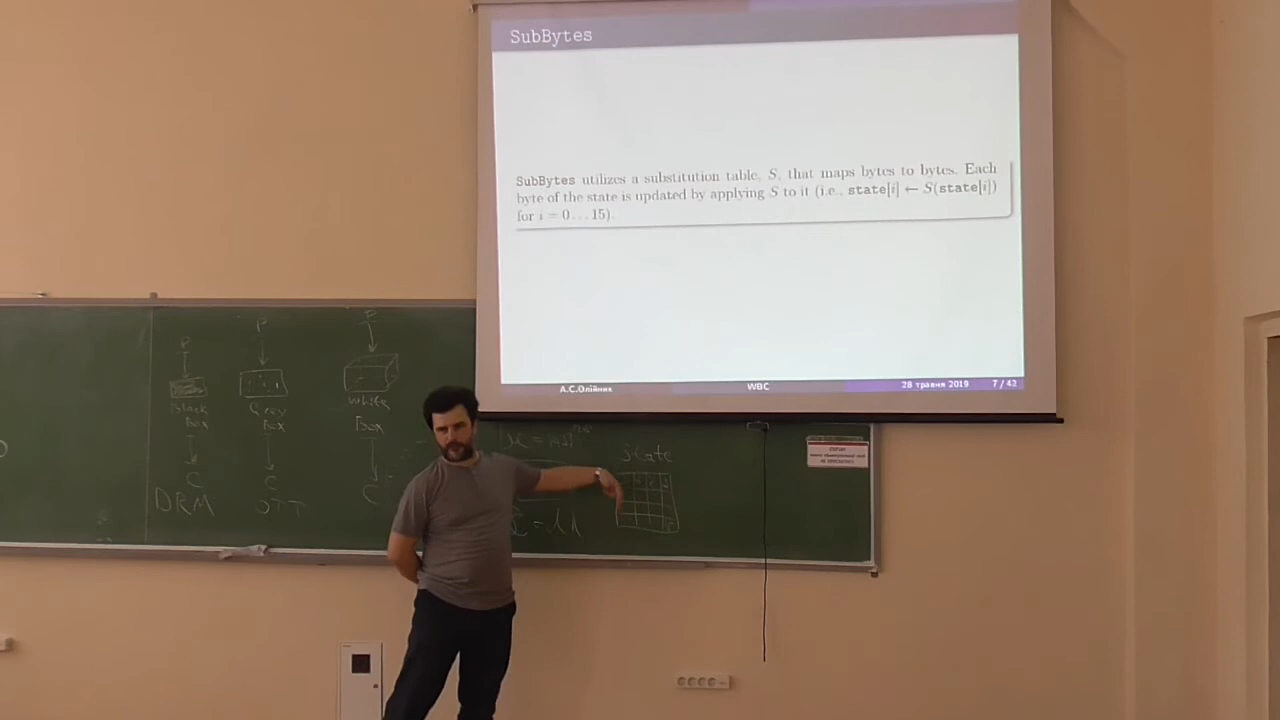 SubBytes
SubBytes utilizes a substitution table, S, that maps bytes to bytes. Each
byte of the state is updated by applying S to it (i.e., state[i] ← S(state[i])
for i = 0...15).
А.С.Олійник
WBC
28 травня 2019
7 / 42
P
P
P
Black
Box
Grey
Box
White
Box
C
C
C
DRM
OTT
state